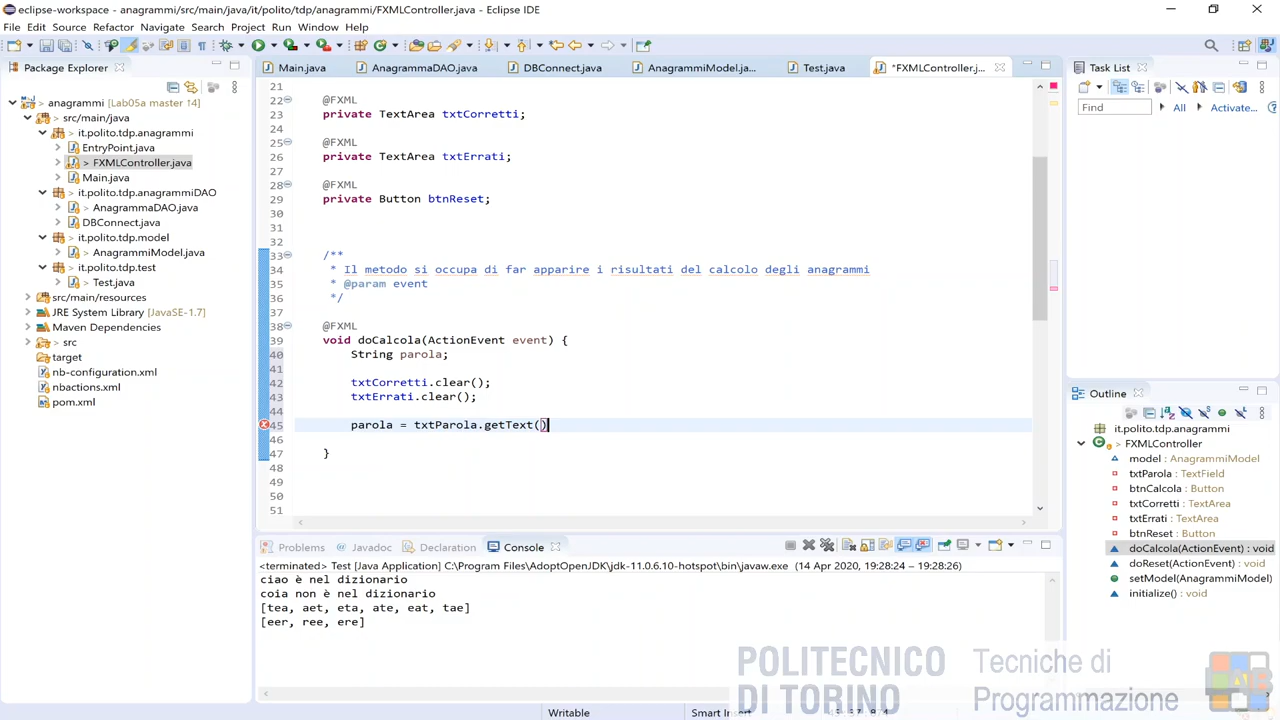 eclipse-workspace - anagrammi/src/main/java/it/polito/tdp/anagrammi/FXMLController.java - Eclipse IDE
File Edit Source Refactor Navigate Search Project Run Window Help
Package Explorer
anagrammi [Lab05a master 14]
src/main/java
it.polito.tdp.anagrammi
EntryPoint.java
> FXMLController.java
Main.java
> it.polito.tdp.anagrammiDAO
> AnagrammaDAO.java
DBConnect.java
> it.polito.tdp.model
> AnagrammiModel.java
> it.polito.tdp.test
> Test.java
src/main/resources
JRE System Library [JavaSE-1.7]
Maven Dependencies
> src
target
nb-configuration.xml
nbactions.xml
pom.xml
Main.java AnagrammaDAO.java DBConnect.java AnagrammiModel.ja... Test.java *FXMLController.j...
21
22 @FXML
23 private TextArea txtCorretti;
24
25 @FXML
26 private TextArea txtErrati;
27
28 @FXML
29 private Button btnReset;
30
31
32
33 /**
34 * Il metodo si occupa di far apparire i risultati del calcolo degli anagrammi
35 * @param event
36 */
37
38 @FXML
39 void doCalcola(ActionEvent event) {
40 String parola;
41
42 txtCorretti.clear();
43 txtErrati.clear();
44
45 parola = txtParola.getText()
46
47 }
48
49
50
51
Problems Javadoc Declaration Console
<terminated> Test [Java Application] C:\Program Files\AdoptOpenJDK\jdk-11.0.6.10-hotspot\bin\javaw.exe (14 Apr 2020, 19:28:24 – 19:28:26)
ciao è nel dizionario
coia non è nel dizionario
[tea, aet, eta, ate, eat, tae]
[eer, ree, ere]
Task List
Find All Activate...
Outline
it.polito.tdp.anagrammi
FXMLController
model : AnagrammiModel
txtParola : TextField
btnCalcola : Button
txtCorretti : TextArea
txtErrati : TextArea
btnReset : Button
doCalcola(ActionEvent) : void
doReset(ActionEvent) : void
setModel(AnagrammiModel)
initialize() : void
POLITECNICO
DI TORINO
Tecniche di
Programmazione
Writable Smart Inser